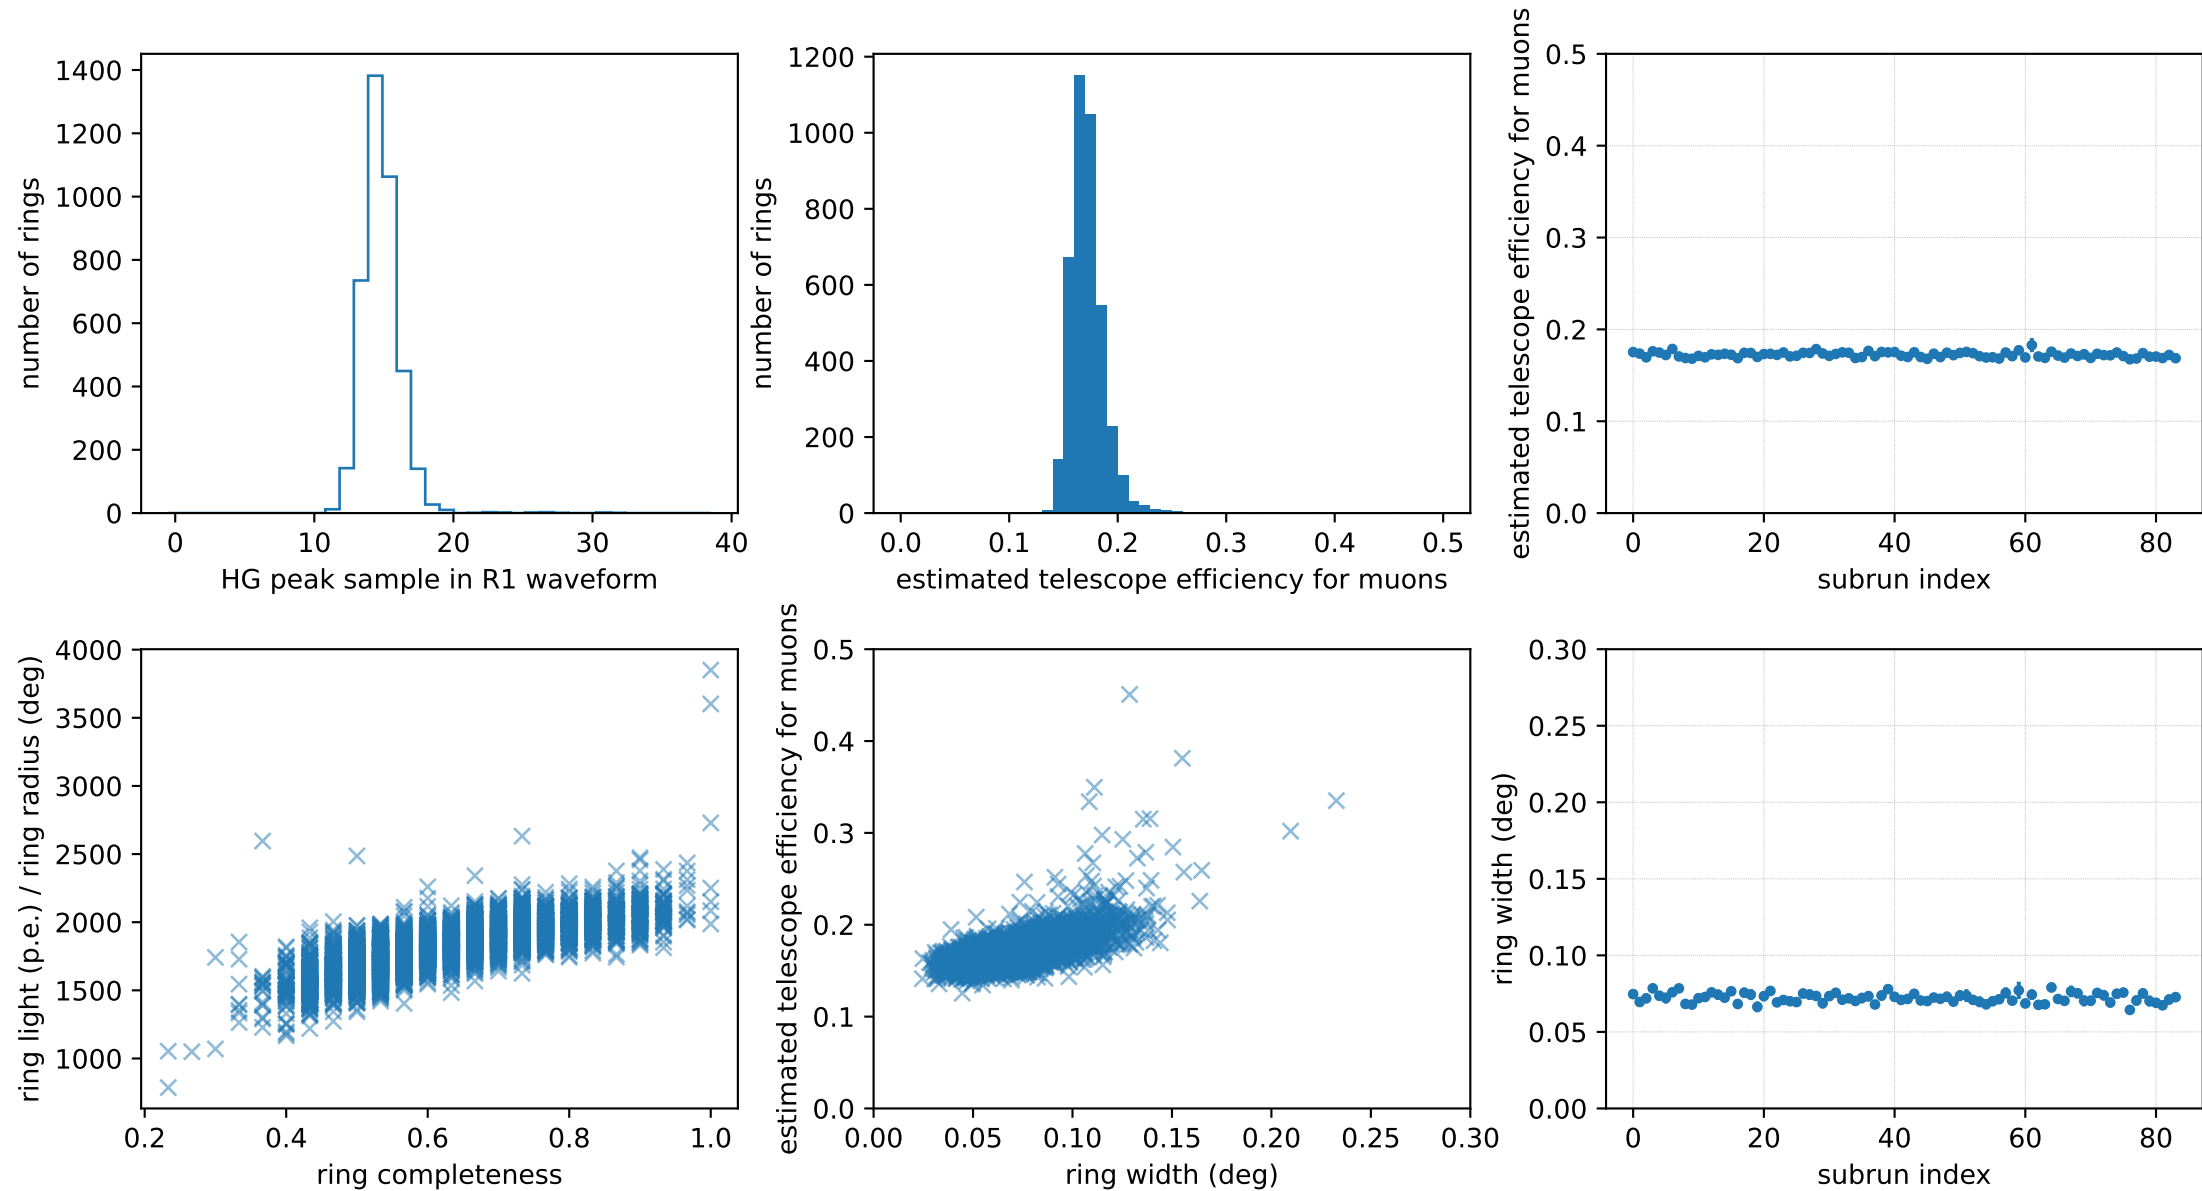 1400
1200
1000
800
600
400
200
0
number of rings
0 10 20 30 40
HG peak sample in R1 waveform
1200
1000
800
600
400
200
0
number of rings
0.0 0.1 0.2 0.3 0.4 0.5
estimated telescope efficiency for muons
0.5
0.4
0.3
0.2
0.1
0.0
estimated telescope efficiency for muons
0 20 40 60 80
subrun index
4000
3500
3000
2500
2000
1500
1000
ring light (p.e.) / ring radius (deg)
0.2 0.4 0.6 0.8 1.0
ring completeness
0.5
0.4
0.3
0.2
0.1
0.0
estimated telescope efficiency for muons
0.00 0.05 0.10 0.15 0.20 0.25 0.30
ring width (deg)
0.30
0.25
0.20
0.15
0.10
0.05
0.00
ring width (deg)
0 20 40 60 80
subrun index